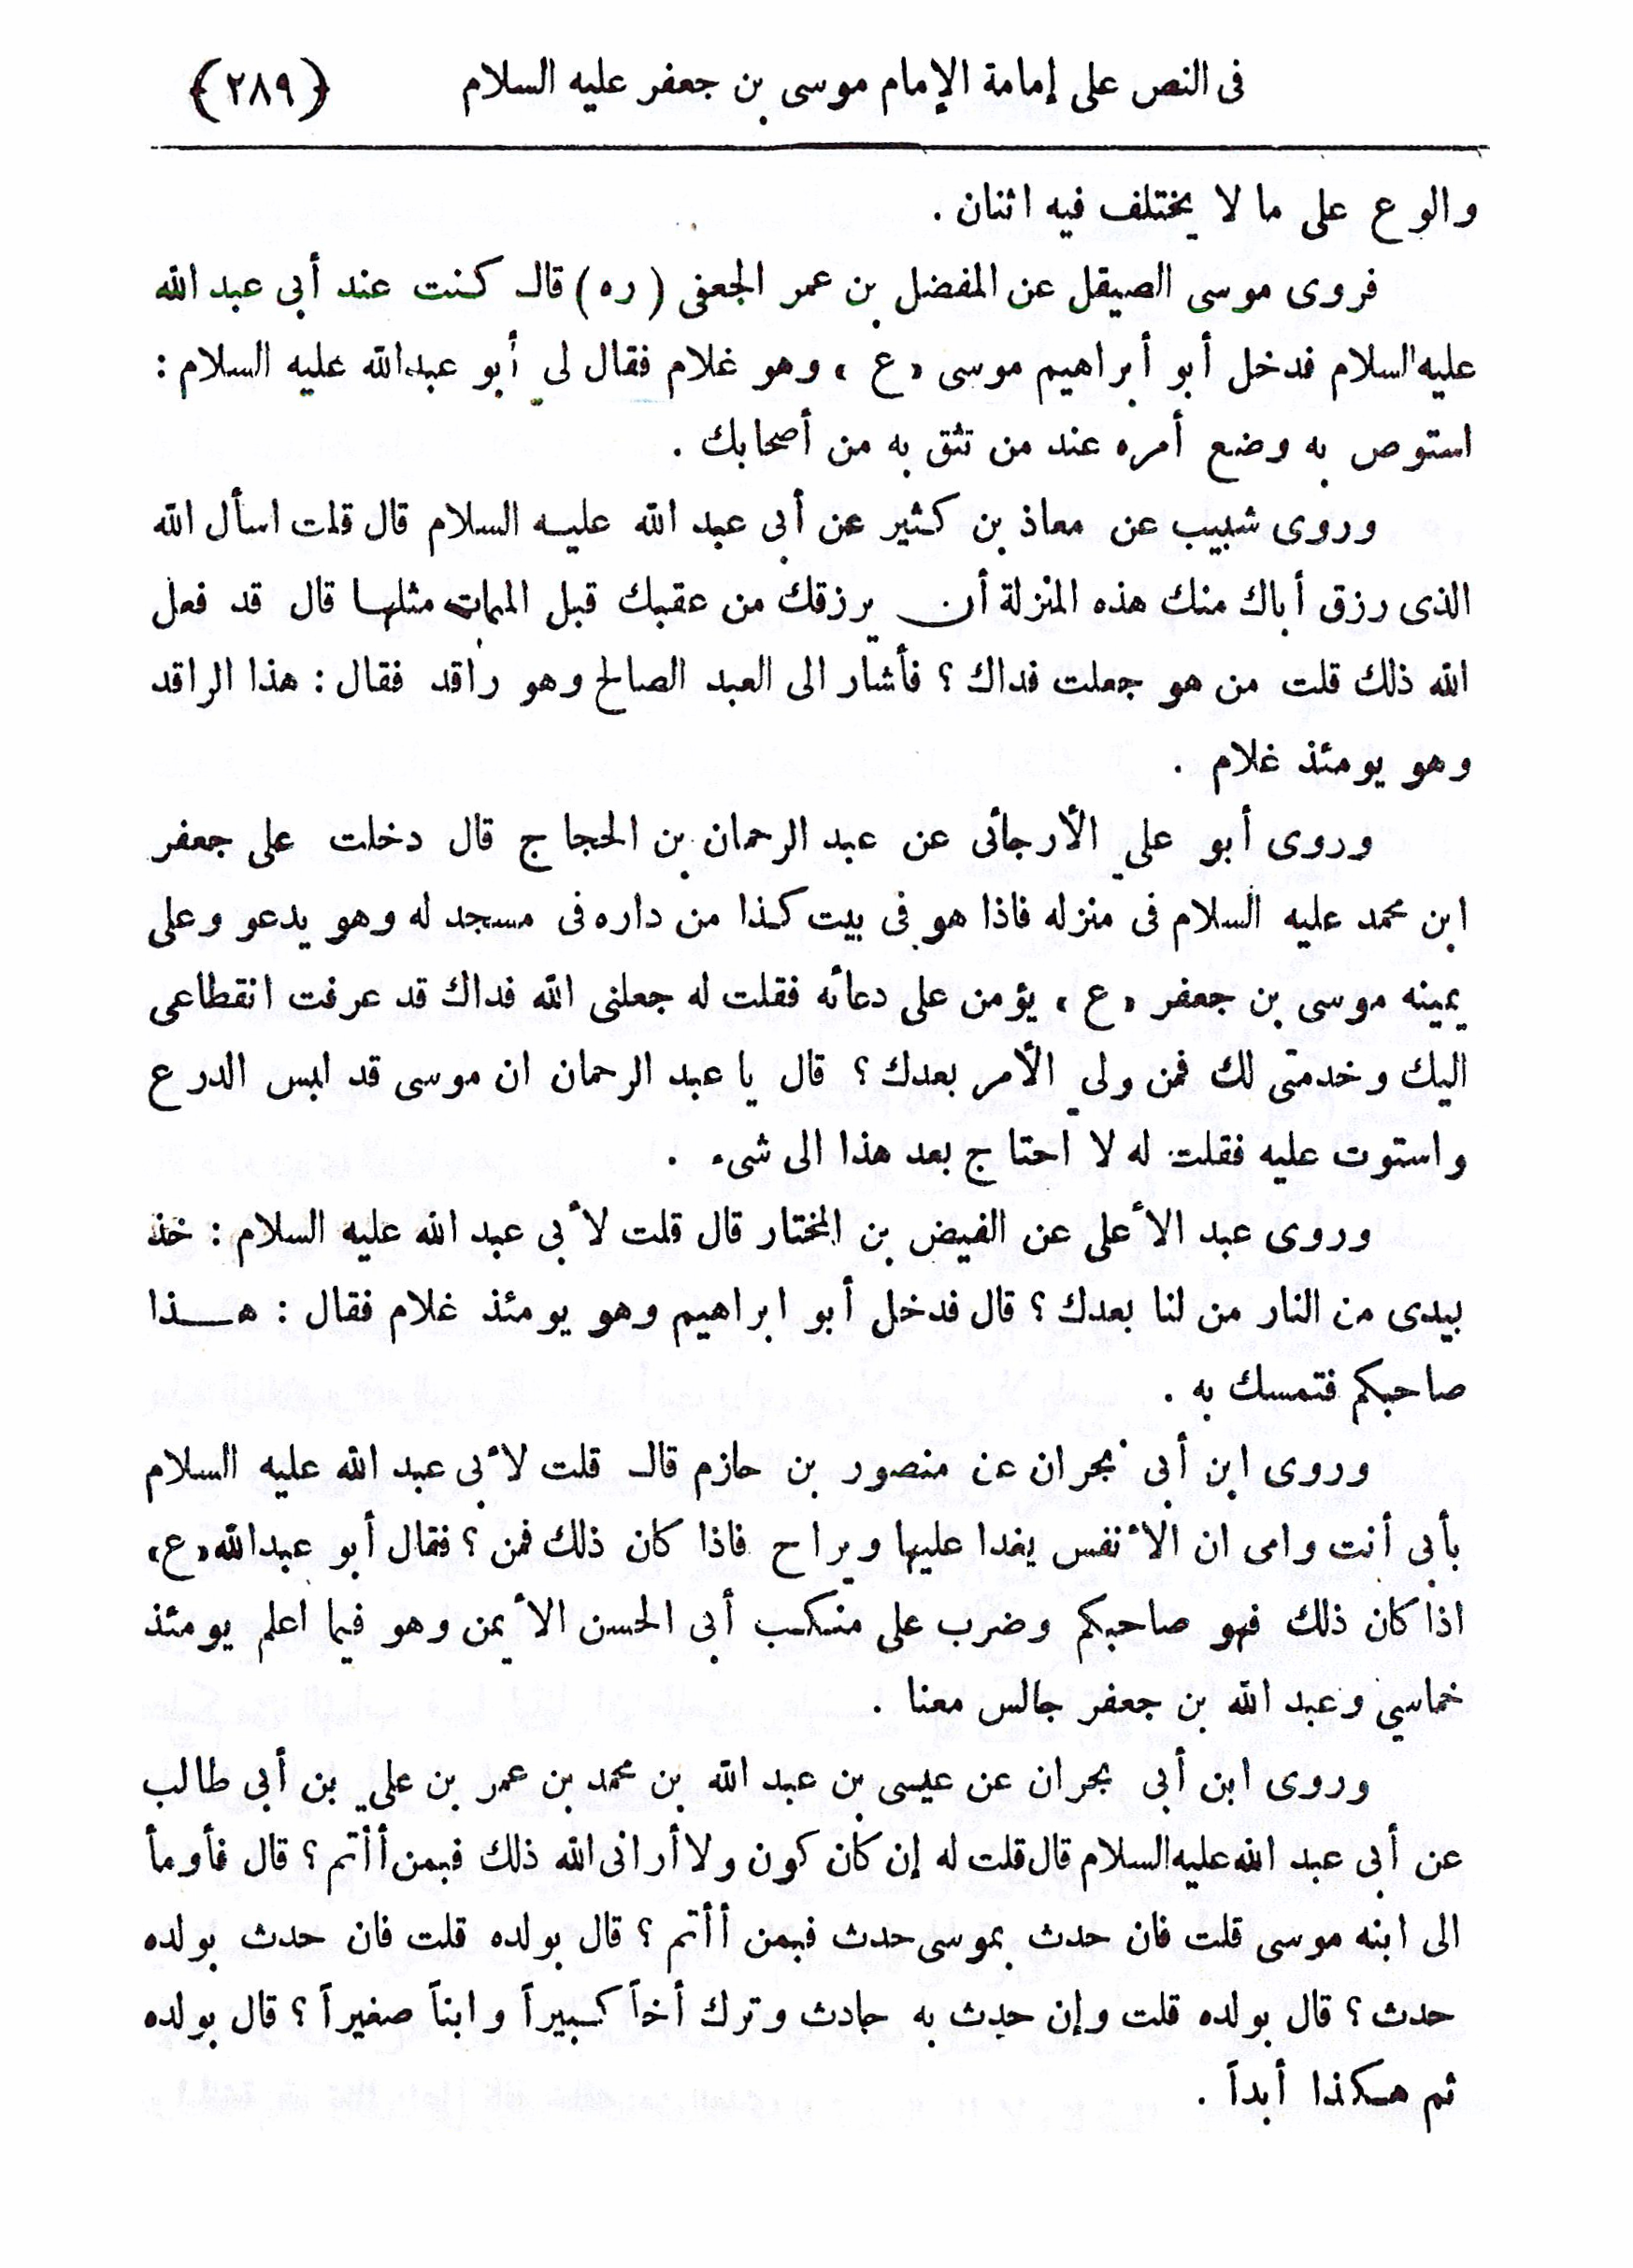 فى النص على إمامة الإمام موسى بن جعفر عليه السلام ﴿٢٨٩﴾
والوع على ما لا يختلف فيه اثنان .
فروى موسى الصيقل عن المفضل بن عمر الجعفى (ره) قال كنت عند أبى عبد الله
عليه السلام فدخل أبو أبراهيم موسى «ع» وهو غلام فقال لي أبو عبدالله عليه السلام :
استوص به وضع أمره عند من تثق به من أصحابك .
وروى شبيب عن معاذ بن كثير عن أبى عبد الله عليه السلام قال قلت اسأل الله
الذى رزق أباك منك هذه المنزلة أن يرزقك من عقبك قبل الممات مثلها قال قد فعل
الله ذلك قلت من هو جعلت فداك ؟ فأشار الى العبد الصالح وهو راقد فقال : هذا الراقد
وهو يومئذ غلام .
وروى أبو علي الأرجائى عن عبد الرحمان بن الحجاج قال دخلت على جعفر
ابن محمد عليه السلام فى منزله فاذا هو فى بيت كذا من داره فى مسجد له وهو يدعو وعلى
يمينه موسى بن جعفر «ع» يؤمن على دعائه فقلت له جعلنى الله فداك قد عرفت انقطاعى
اليك وخدمتى لك فمن ولي الأمر بعدك ؟ قال يا عبد الرحمان ان موسى قد لبس الدرع
واستوت عليه فقلت له لا احتاج بعد هذا الى شىء .
وروى عبد الأعلى عن الفيض بن المختار قال قلت لأبى عبد الله عليه السلام : خذ
بيدى من النار من لنا بعدك ؟ قال فدخل أبو ابراهيم وهو يومئذ غلام فقال : هـــذا
صاحبكم فتمسك به .
وروى ابن أبى نجران عن منصور بن حازم قال قلت لأبى عبد الله عليه السلام
بأبى أنت وامى ان الأنفس يغدا عليها ويراح فاذا كان ذلك فمن ؟ فقال أبو عبدالله «ع»
اذا كان ذلك فهو صاحبكم وضرب على منكب أبى الحسن الأيمن وهو فيما اعلم يومئذ
خماسي وعبد الله بن جعفر جالس معنا .
وروى ابن أبى نجران عن عيسى بن عبد الله بن محمد بن عمر بن علي بن أبى طالب
عن أبى عبد الله عليه السلام قال قلت له إن كان كون ولا أرانى الله ذلك فبمن أأتم ؟ قال فأومأ
الى ابنه موسى قلت فان حدث بموسى حدث فبمن أأتم ؟ قال بولده قلت فان حدث بولده
حدث ؟ قال بولده قلت وإن حدث به حادث وترك أخاً كبيراً وابناً صغيراً ؟ قال بولده
ثم هكذا أبداً .